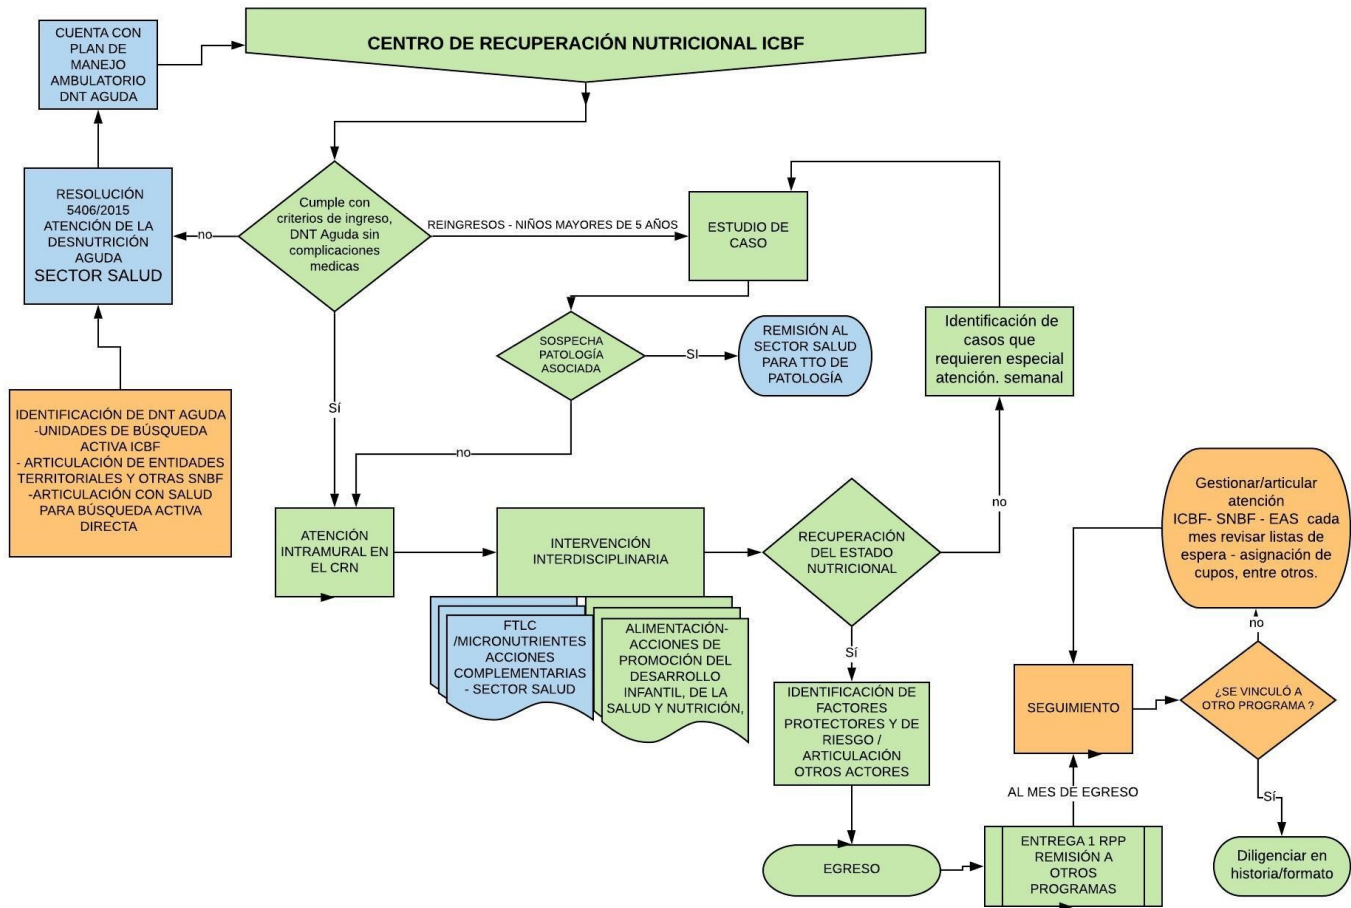 CUENTA CON
PLAN DE
MANEJO
AMBULATORIO
DNT AGUDA
CENTRO DE RECUPERACIÓN NUTRICIONAL ICBF
RESOLUCIÓN
5406/2015
ATENCIÓN DE LA
DESNUTRICIÓN
AGUDA
SECTOR SALUD
no
Cumple con
criterios de ingreso,
DNT Aguda sin
complicaciones
medicas
REINGRESOS - NIÑOS MAYORES DE 5 AÑOS
ESTUDIO DE
CASO
SOSPECHA
PATOLOGÍA
ASOCIADA
SI
REMISIÓN AL
SECTOR SALUD
PARA TTO DE
PATOLOGÍA
Identificación de
casos que
requieren especial
atención. semanal
IDENTIFICACIÓN DE DNT AGUDA
-UNIDADES DE BÚSQUEDA
ACTIVA ICBF
- ARTICULACIÓN DE ENTIDADES
TERRITORIALES Y OTRAS SNBF
-ARTICULACIÓN CON SALUD
PARA BÚSQUEDA ACTIVA
DIRECTA
Sí
no
ATENCIÓN
INTRAMURAL EN
EL CRN
INTERVENCIÓN
INTERDISCIPLINARIA
FTLC
/MICRONUTRIENTES
ACCIONES
COMPLEMENTARIAS
- SECTOR SALUD
ALIMENTACIÓN-
ACCIONES DE
PROMOCIÓN DEL
DESARROLLO
INFANTIL, DE LA
SALUD Y NUTRICIÓN,
RECUPERACIÓN
DEL ESTADO
NUTRICIONAL
no
Sí
IDENTIFICACIÓN DE
FACTORES
PROTECTORES Y DE
RIESGO /
ARTICULACIÓN
OTROS ACTORES
EGRESO
ENTREGA 1 RPP
REMISIÓN A
OTROS
PROGRAMAS
AL MES DE EGRESO
SEGUIMIENTO
Gestionar/articular
atención
ICBF- SNBF - EAS cada
mes revisar listas de
espera - asignación de
cupos, entre otros.
no
¿SE VINCULÓ A
OTRO PROGRAMA ?
Sí
Diligenciar en
historia/formato